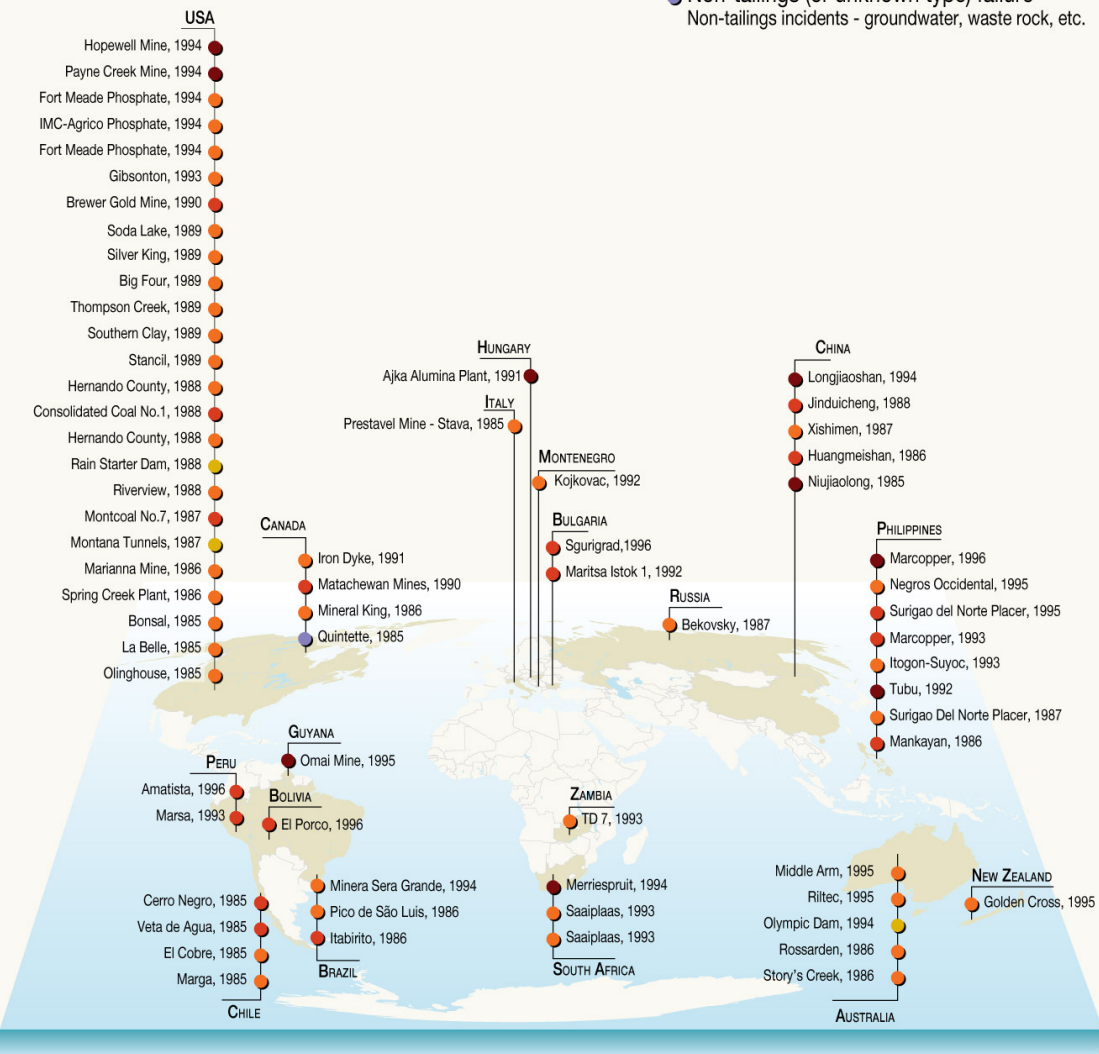 Non-tailings (or unknown type) failure
Non-tailings incidents - groundwater, waste rock, etc.
USA
Hopewell Mine, 1994
Payne Creek Mine, 1994
Fort Meade Phosphate, 1994
IMC-Agrico Phosphate, 1994
Fort Meade Phosphate, 1994
Gibsonton, 1993
Brewer Gold Mine, 1990
Soda Lake, 1989
Silver King, 1989
Big Four, 1989
Thompson Creek, 1989
Southern Clay, 1989
Stancil, 1989
Hernando County, 1988
Consolidated Coal No.1, 1988
Hernando County, 1988
Rain Starter Dam, 1988
Riverview, 1988
Montcoal No.7, 1987
Montana Tunnels, 1987
Marianna Mine, 1986
Spring Creek Plant, 1986
Bonsal, 1985
La Belle, 1985
Olinghouse, 1985
CANADA
Iron Dyke, 1991
Matachewan Mines, 1990
Mineral King, 1986
Quintette, 1985
HUNGARY
Ajka Alumina Plant, 1991
ITALY
Prestavel Mine - Stava, 1985
MONTENEGRO
Kojkovac, 1992
BULGARIA
Sgurigrad,1996
Maritsa Istok 1, 1992
RUSSIA
Bekovsky, 1987
CHINA
Longjiaoshan, 1994
Jinduicheng, 1988
Xishimen, 1987
Huangmeishan, 1986
Niujiaolong, 1985
PHILIPPINES
Marcopper, 1996
Negros Occidental, 1995
Surigao del Norte Placer, 1995
Marcopper, 1993
Itogon-Suyoc, 1993
Tubu, 1992
Surigao Del Norte Placer, 1987
Mankayan, 1986
GUYANA
Omai Mine, 1995
PERU
Amatista, 1996
Marsa, 1993
BOLIVIA
El Porco, 1996
ZAMBIA
TD 7, 1993
Cerro Negro, 1985
Veta de Agua, 1985
El Cobre, 1985
Marga, 1985
CHILE
Minera Sera Grande, 1994
Pico de São Luis, 1986
Itabirito, 1986
BRAZIL
Merriespruit, 1994
Saaiplaas, 1993
Saaiplaas, 1993
SOUTH AFRICA
Middle Arm, 1995
Riltec, 1995
Olympic Dam, 1994
Rossarden, 1986
Story's Creek, 1986
AUSTRALIA
NEW ZEALAND
Golden Cross, 1995